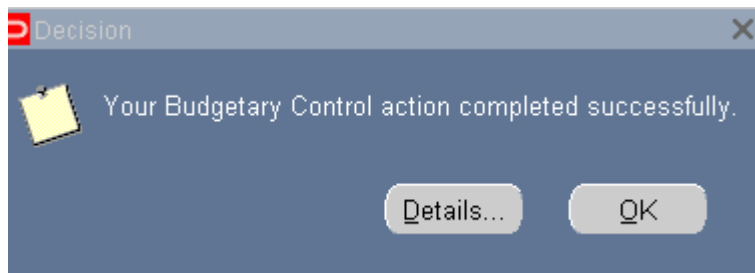 Decision
Your Budgetary Control action completed successfully.
Details...
OK